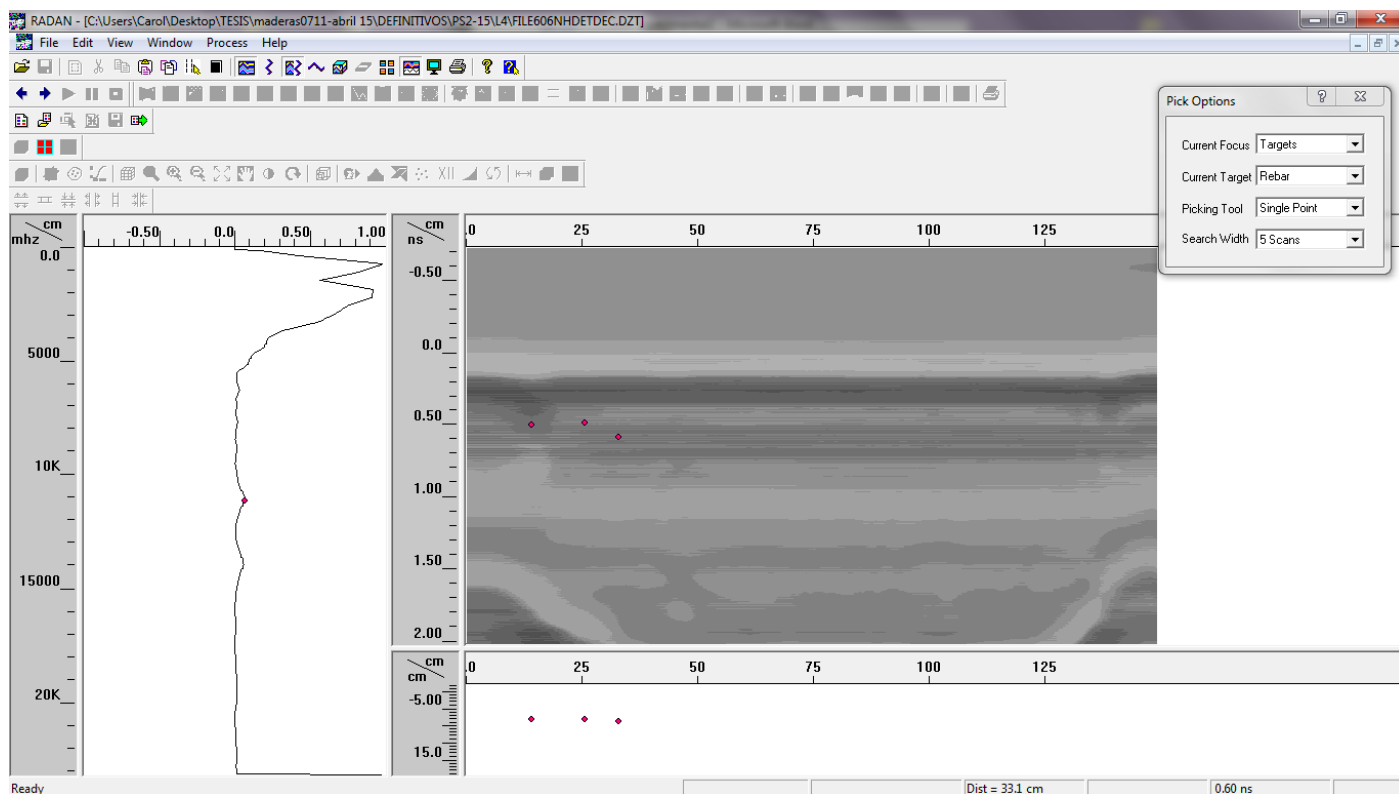 RADAN - [C:\Users\Carol\Desktop\TESIS\maderas0711-abril 15\DEFINITIVOS\PS2-15\L4\FILE606NHDETDEC.DZT]
File Edit View Window Process Help
Pick Options
Current Focus Targets
Current Target Rebar
Picking Tool Single Point
Search Width 5 Scans
cm
mhz
-0.50 0.0 0.50 1.00
0.0
5000
10K
15000
20K
cm
ns
.0 25 50 75 100 125
-0.50
0.0
0.50
1.00
1.50
2.00
cm
cm
.0 25 50 75 100 125
-5.00
15.0
Ready Dist = 33.1 cm 0.60 ns